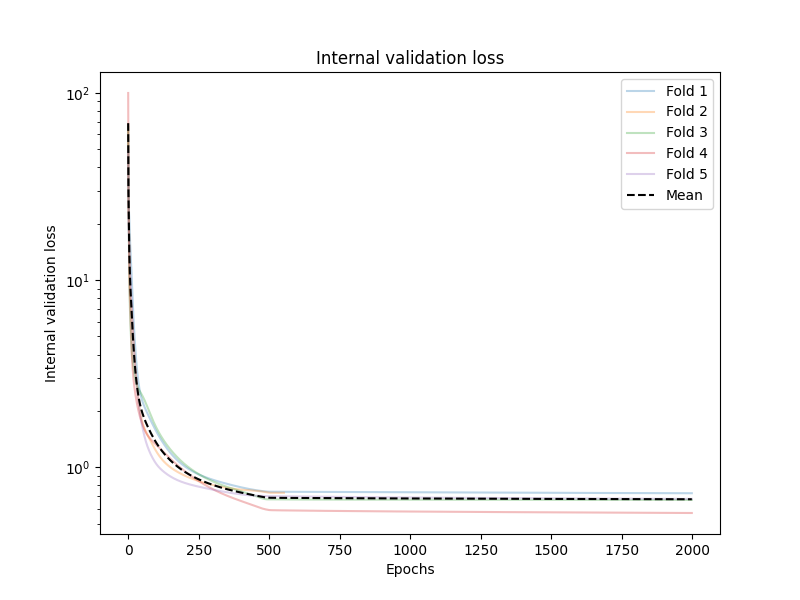 Internal validation loss
Internal validation loss
10²
10¹
10⁰
Fold 1
Fold 2
Fold 3
Fold 4
Fold 5
Mean
0 250 500 750 1000 1250 1500 1750 2000
Epochs